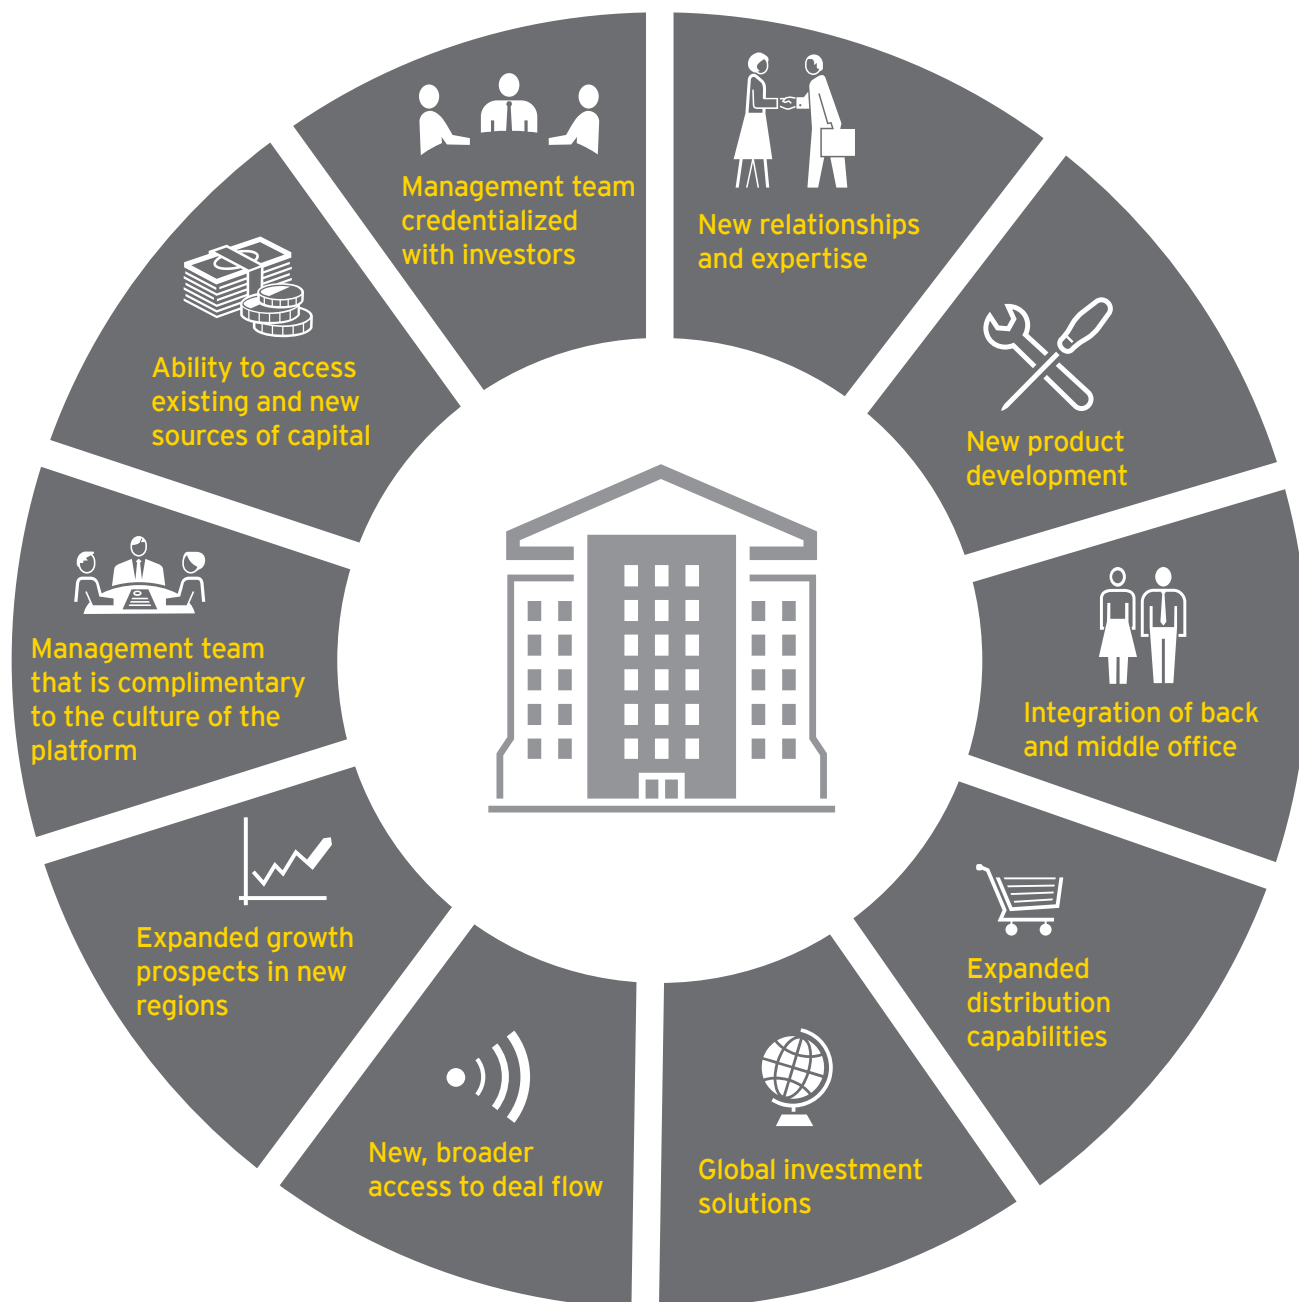 Management team
credentialized
with investors
New relationships
and expertise
New product
development
Integration of back
and middle office
Expanded
distribution
capabilities
Global investment
solutions
New, broader
access to deal flow
Expanded growth
prospects in new
regions
Management team
that is complimentary
to the culture of the
platform
Ability to access
existing and new
sources of capital